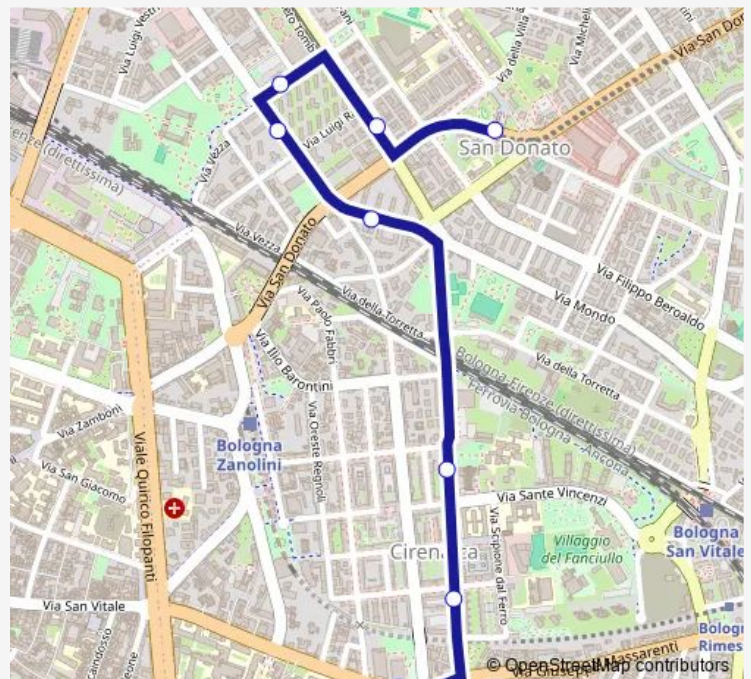 Via Luigi Vestri
Via San Do
Via della Villa
Via Micheli
Via Luigi R.
San Donato
enze (direttissima)
Via Vezza
Via Vezza
Via San Donato
Via della Torretta
Via Filippo Beroaldo
Via Mondo
Via Paolo Fabbri
Via Ilio Barontini
Bologna-Firenze (direttissima)
Ferrovia Bologna - Ancona
Via della Torretta
Via Zamboni
Via Oreste Regnoli
Bologna
Zanolini
Viale Quirico Filopanti
Via San Giacomo
Via Sante Vincenzi
Via Scipione dal Ferro
Bologna
San Vitale
Villaggio
del Fanciullo
Via San Vitale
Rimes
© OpenStreetMap contributors
Massarenti